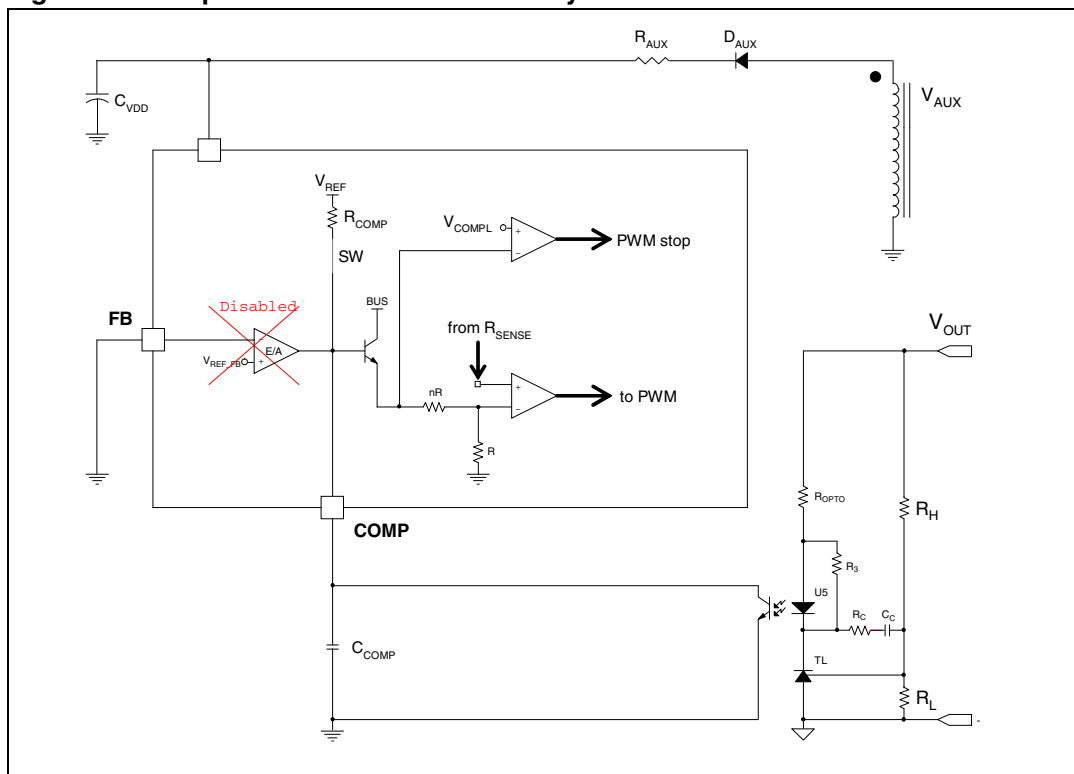 R_AUX
D_AUX
C_VDD
V_AUX
V_REF
R_COMP
V_COMPL
+
-
PWM stop
SW
BUS
Disabled
FB
from R_SENSE
V_OUT
-
E/A
V_REF_FB
+
+
-
to PWM
nR
R
R_OPTO
R_H
COMP
R_3
U5
R_C
C_C
C_COMP
TL
R_L
-